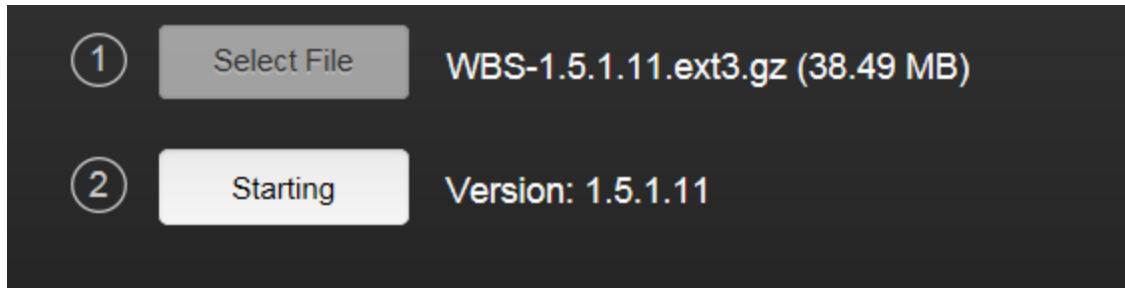 1 Select File WBS-1.5.1.11.ext3.gz (38.49 MB)
2 Starting Version: 1.5.1.11